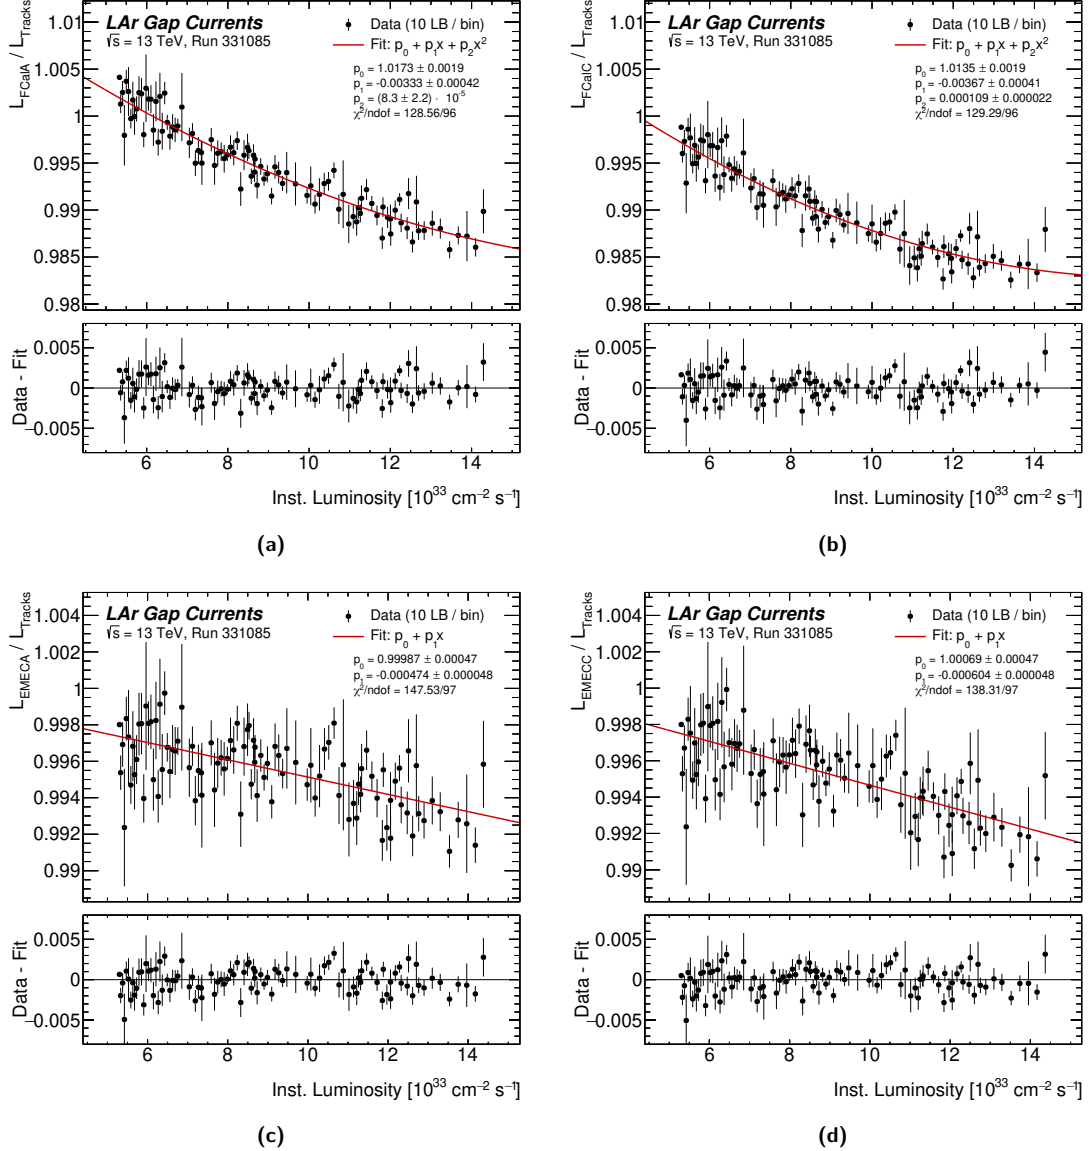 LAr Gap Currents
√s = 13 TeV, Run 331085
Data (10 LB / bin)
Fit: p₀ + p₁x + p₂x²
p₀ = 1.0173 ± 0.0019
p₁ = -0.00333 ± 0.00042
p₂ = (8.3 ± 2.2) · 10⁻⁵
χ²/ndof = 128.56/96
L_FCalA / L_Tracks
1.01
1.005
1
0.995
0.99
0.985
0.98
Data - Fit
0.005
0
−0.005
6 8 10 12 14
Inst. Luminosity [10³³ cm⁻² s⁻¹]
(a)
LAr Gap Currents
√s = 13 TeV, Run 331085
Data (10 LB / bin)
Fit: p₀ + p₁x + p₂x²
p₀ = 1.0135 ± 0.0019
p₁ = -0.00367 ± 0.00041
p₂ = 0.000109 ± 0.000022
χ²/ndof = 129.29/96
L_FCalC / L_Tracks
1.01
1.005
1
0.995
0.99
0.985
0.98
Data - Fit
0.005
0
−0.005
6 8 10 12 14
Inst. Luminosity [10³³ cm⁻² s⁻¹]
(b)
LAr Gap Currents
√s = 13 TeV, Run 331085
Data (10 LB / bin)
Fit: p₀ + p₁x
p₀ = 0.99987 ± 0.00047
p₁ = -0.000474 ± 0.000048
χ²/ndof = 147.53/97
L_EMECA / L_Tracks
1.004
1.002
1
0.998
0.996
0.994
0.992
0.99
Data - Fit
0.005
0
−0.005
6 8 10 12 14
Inst. Luminosity [10³³ cm⁻² s⁻¹]
(c)
LAr Gap Currents
√s = 13 TeV, Run 331085
Data (10 LB / bin)
Fit: p₀ + p₁x
p₀ = 1.00069 ± 0.00047
p₁ = -0.000604 ± 0.000048
χ²/ndof = 138.31/97
L_EMECC / L_Tracks
1.004
1.002
1
0.998
0.996
0.994
0.992
0.99
Data - Fit
0.005
0
−0.005
6 8 10 12 14
Inst. Luminosity [10³³ cm⁻² s⁻¹]
(d)